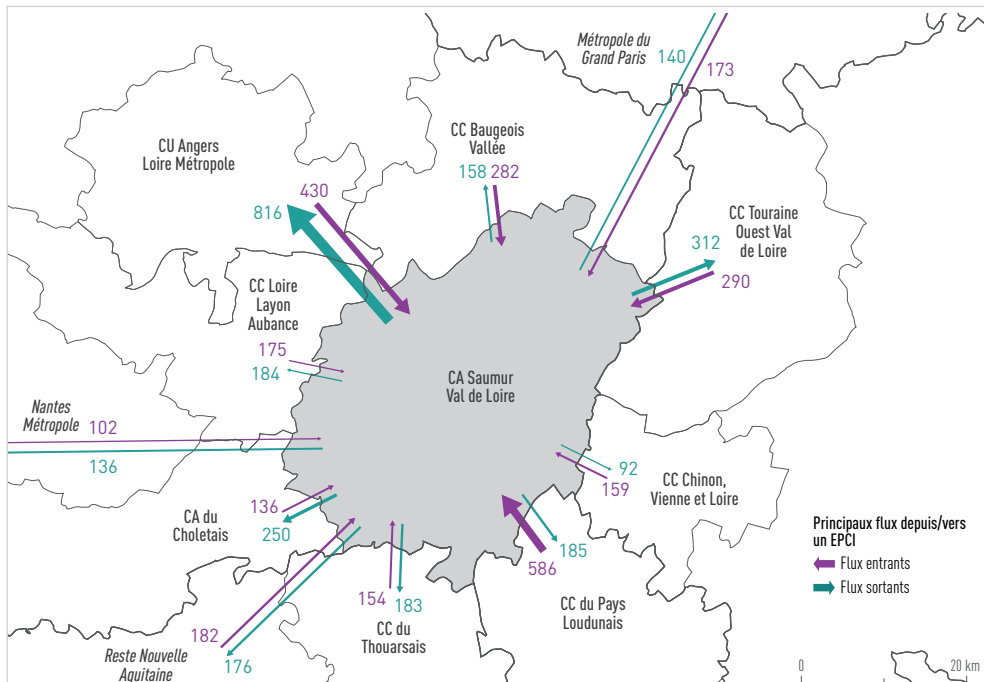 Métropole du
Grand Paris
140
173
CU Angers
Loire Métropole
CC Baugeois
Vallée
158
282
430
816
CC Touraine
Ouest Val
de Loire
312
290
CC Loire
Layon
Aubance
175
184
CA Saumur
Val de Loire
Nantes
Métropole
102
136
92
159
CC Chinon,
Vienne et Loire
CA du
Choletais
136
250
185
586
154
183
CC du
Thouarsais
CC du Pays
Loudunais
182
176
Reste Nouvelle
Aquitaine
Principaux flux depuis/vers
un EPCI
Flux entrants
Flux sortants
0
20 km